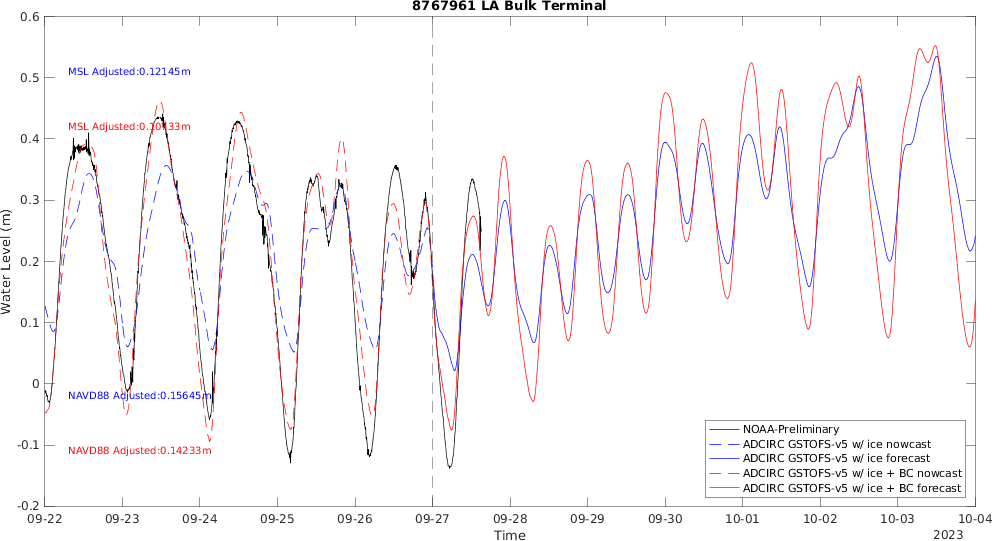 8767961 LA Bulk Terminal
0.6
0.5
0.4
0.3
0.2
0.1
0
-0.1
-0.2
Water Level (m)
MSL Adjusted:0.12145m
MSL Adjusted:0.10733m
NAVD88 Adjusted:0.15645m
NAVD88 Adjusted:0.14233m
NOAA-Preliminary
ADCIRC GSTOFS-v5 w/ ice nowcast
ADCIRC GSTOFS-v5 w/ ice forecast
ADCIRC GSTOFS-v5 w/ ice + BC nowcast
ADCIRC GSTOFS-v5 w/ ice + BC forecast
09-22 09-23 09-24 09-25 09-26 09-27 09-28 09-29 09-30 10-01 10-02 10-03 10-04
Time
2023